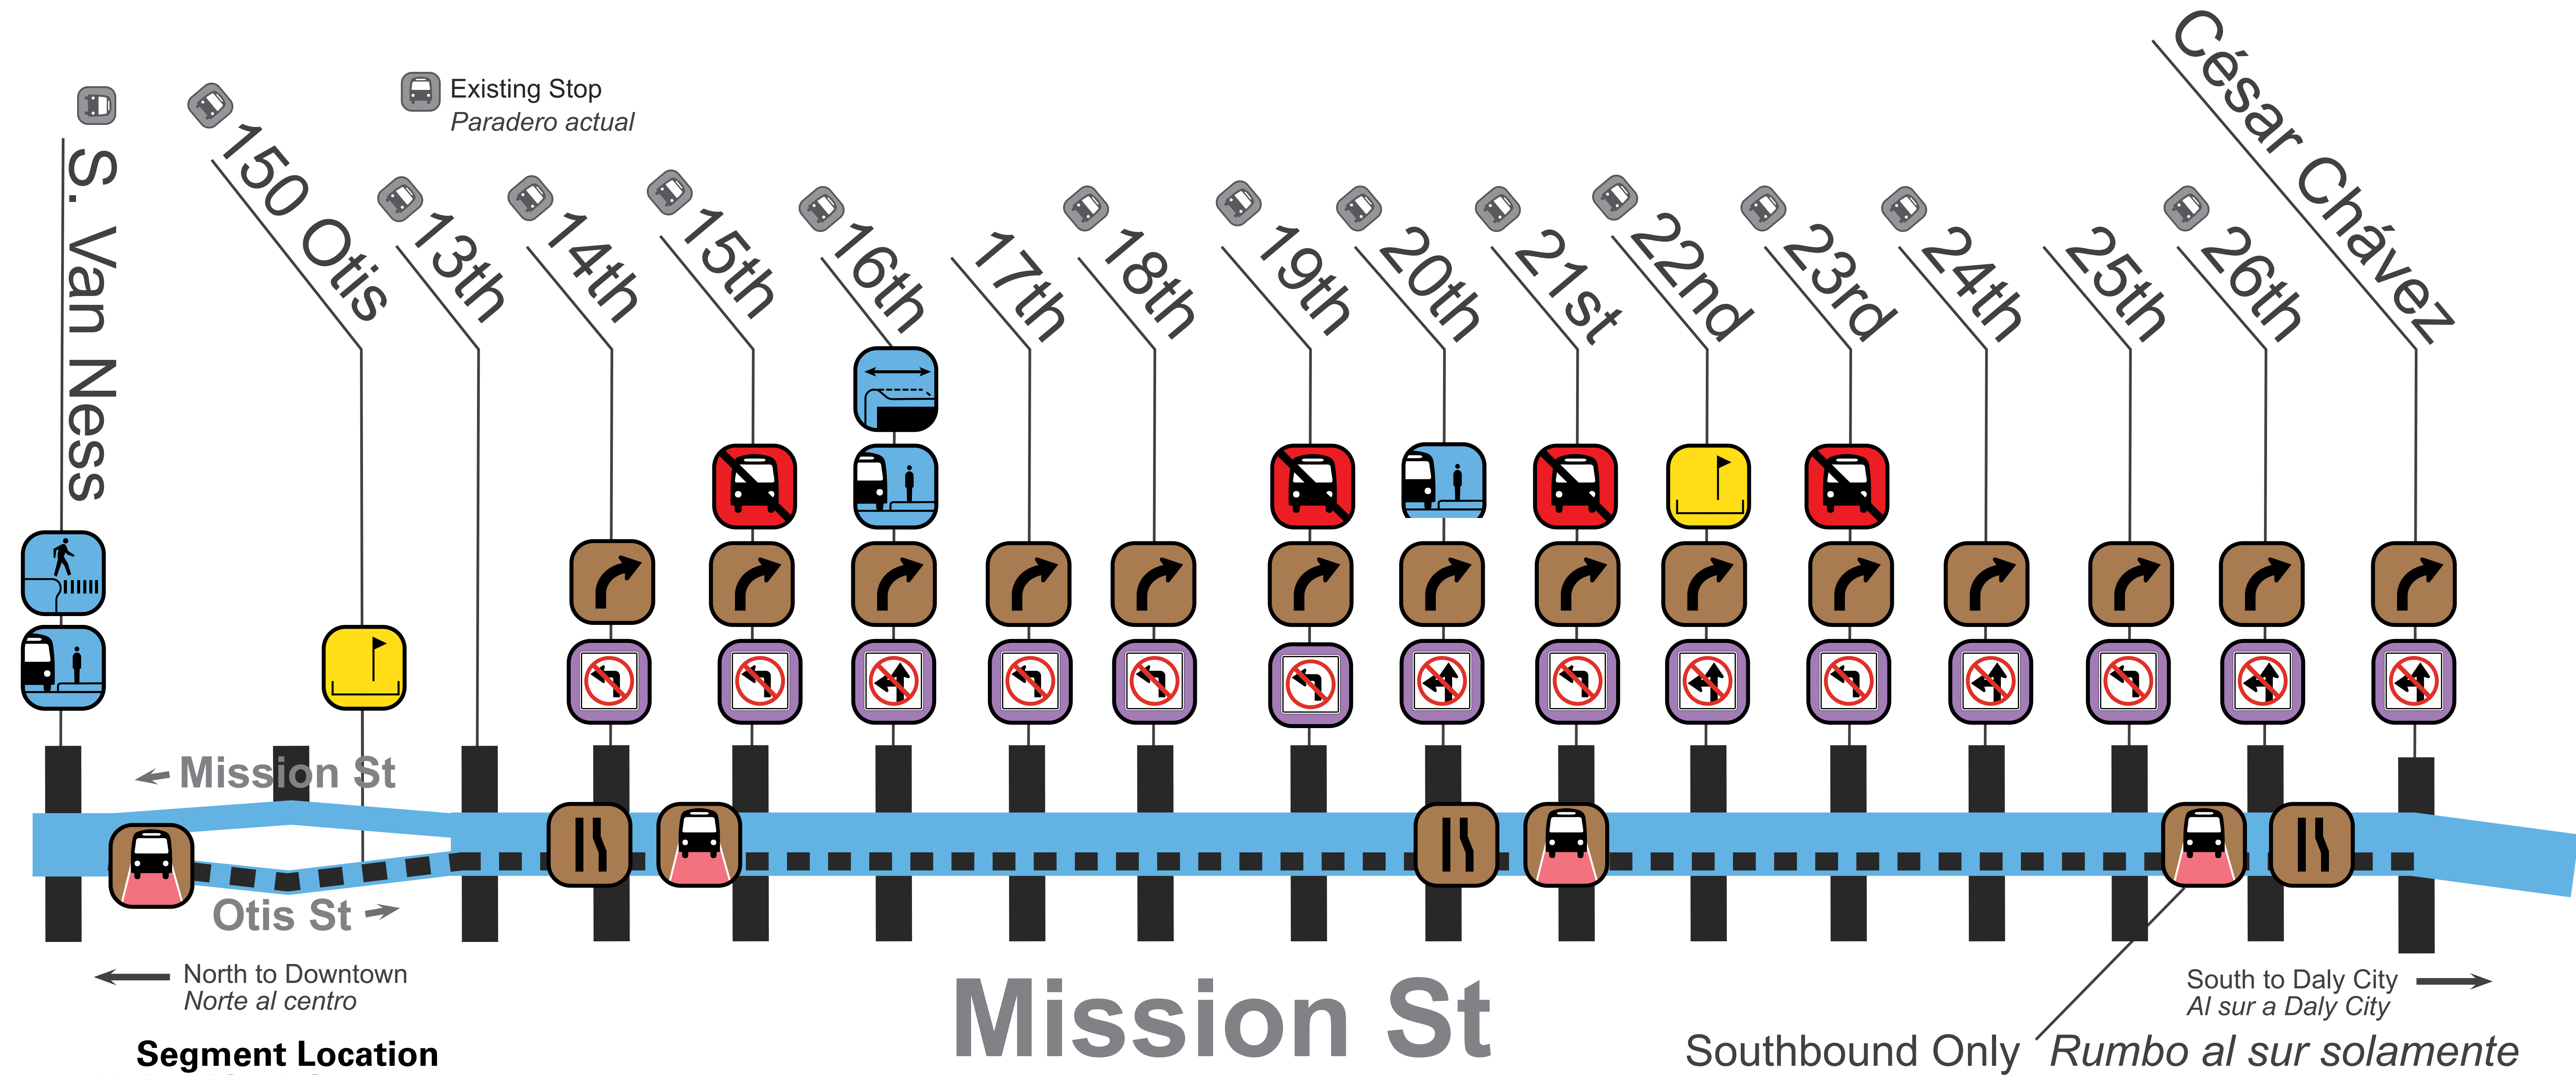 Existing Stop
Paradero actual
S. Van Ness
150 Otis
13th
14th
15th
16th
17th
18th
19th
20th
21st
22nd
23rd
24th
25th
26th
César Chávez
Mission St
Otis St
North to Downtown
Norte al centro
South to Daly City
Al sur a Daly City
Mission St
Southbound Only Rumbo al sur solamente
Segment Location